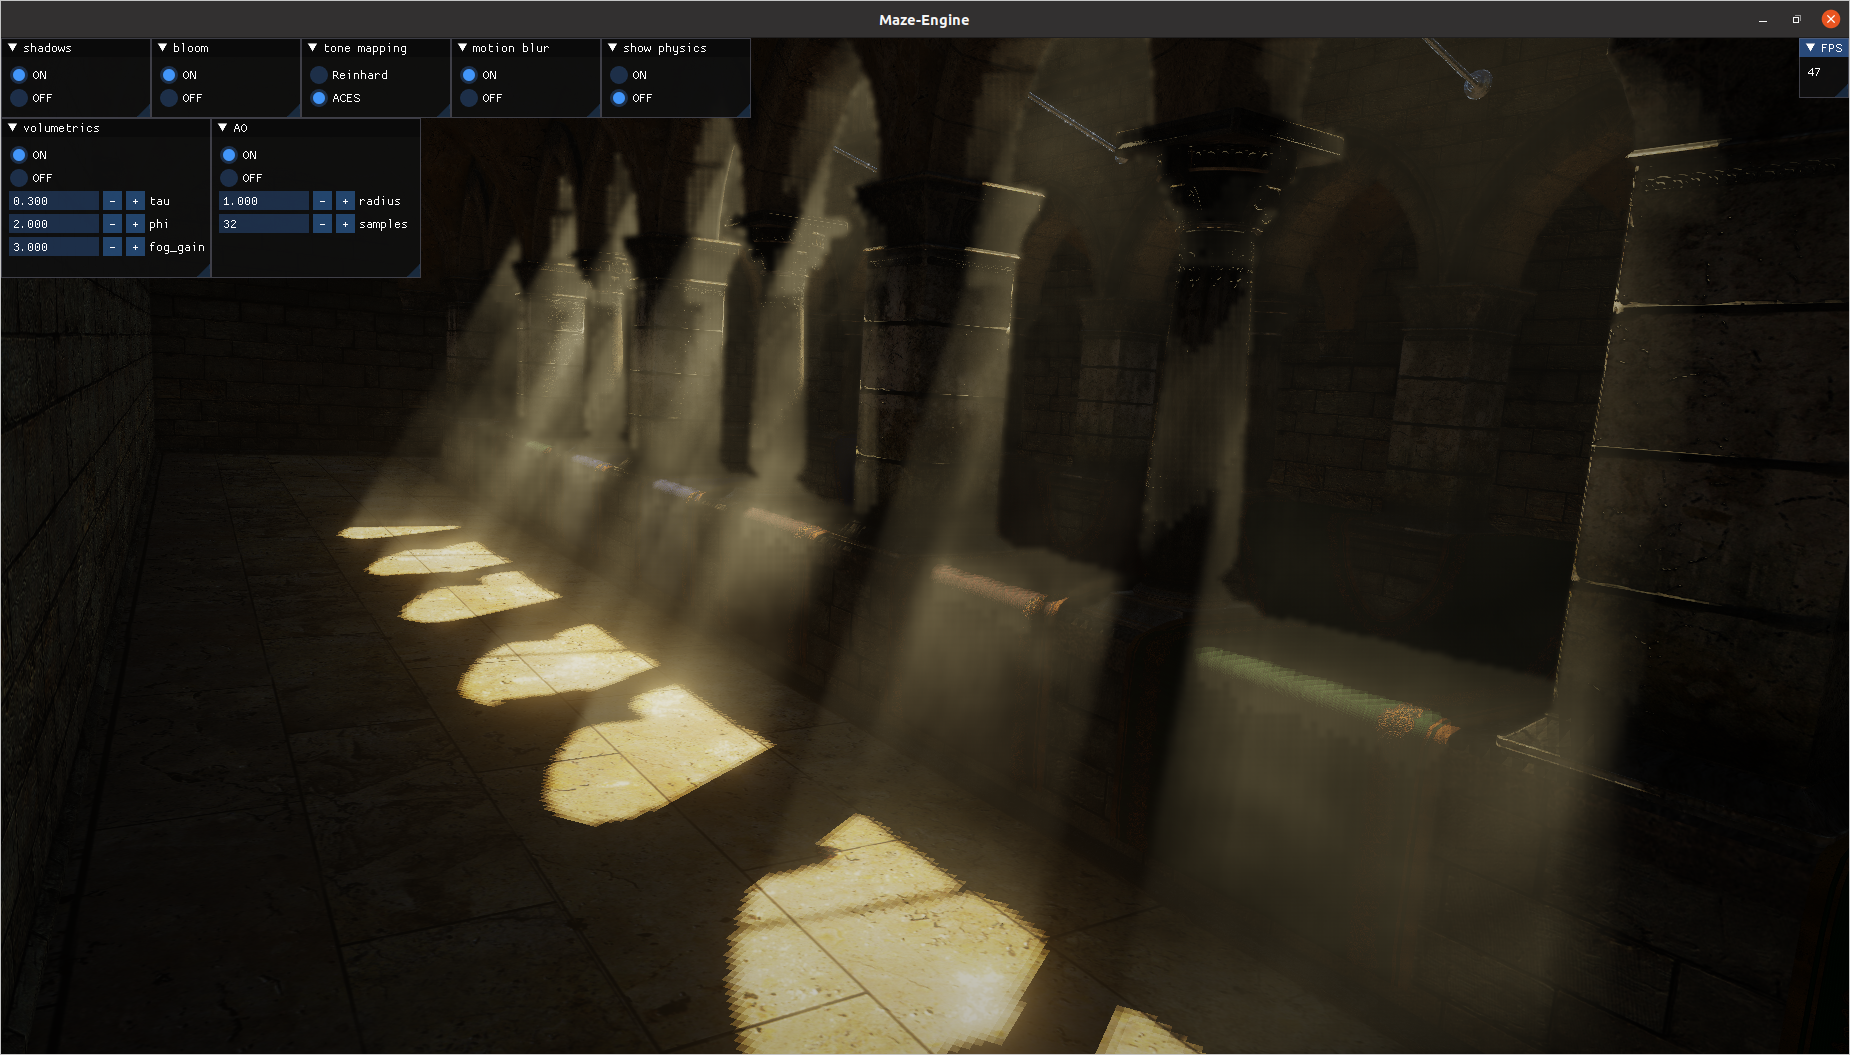 Maze-Engine
shadows
ON
OFF
bloom
ON
OFF
tone mapping
Reinhard
ACES
motion blur
ON
OFF
show physics
ON
OFF
FPS
47
volumetrics
ON
OFF
0.300 - + tau
2.000 - + phi
3.000 - + fog_gain
AO
ON
OFF
1.000 - + radius
32 - + samples